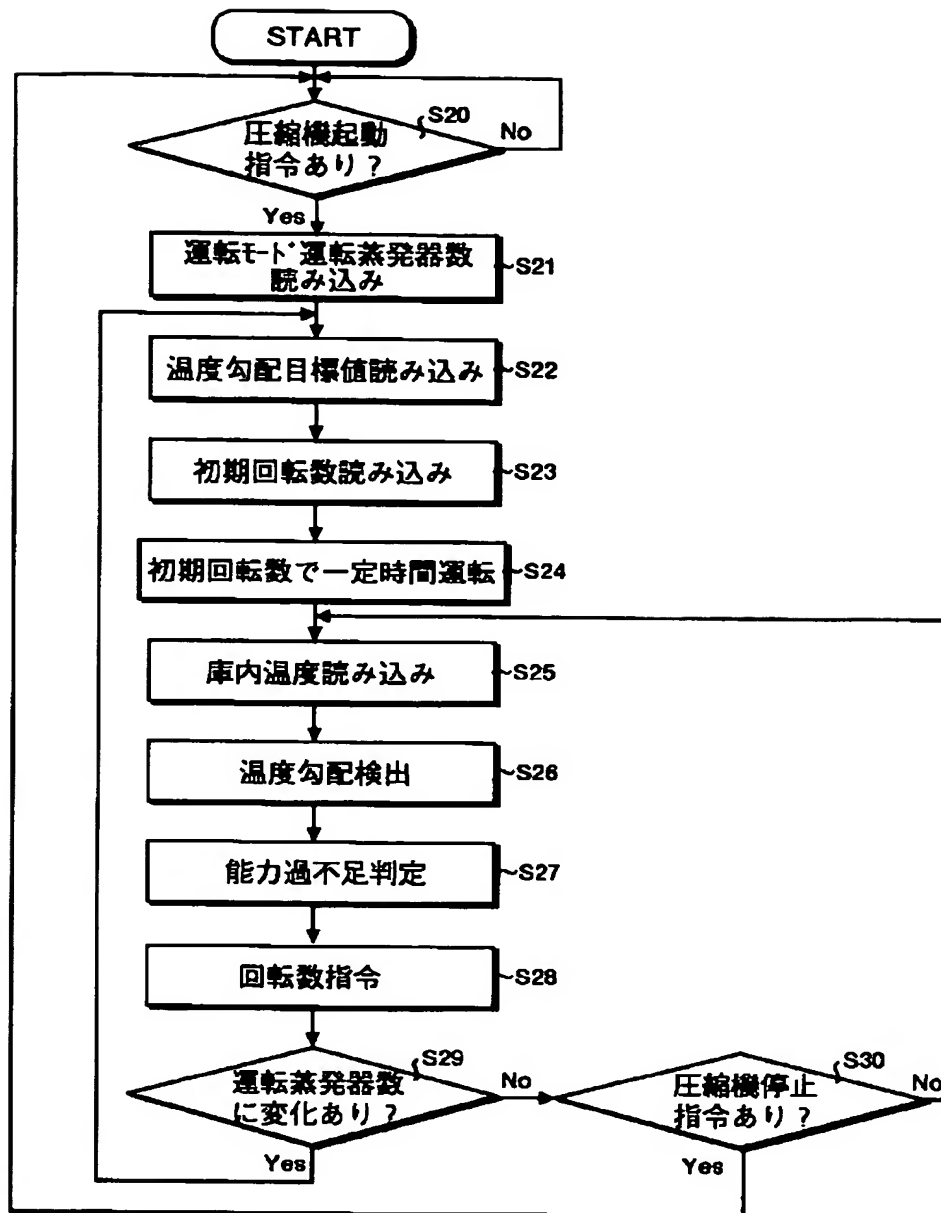 START
S20
圧縮機起動
指令あり？
No
Yes
運転ﾓｰﾄﾞ運転蒸発器数
読み込み
~S21
温度勾配目標値読み込み
~S22
初期回転数読み込み
~S23
初期回転数で一定時間運転
~S24
庫内温度読み込み
~S25
温度勾配検出
~S26
能力過不足判定
~S27
回転数指令
~S28
S29
運転蒸発器数
に変化あり？
No
Yes
S30
圧縮機停止
指令あり？
No
Yes